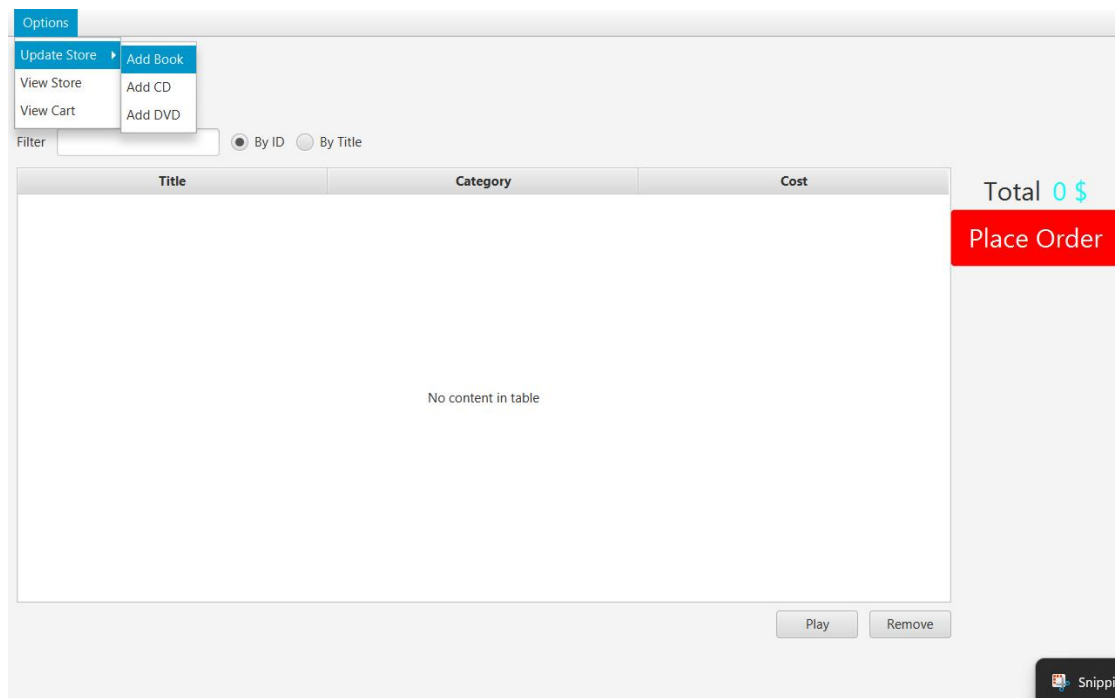 Options
Update Store
Add Book
View Store
Add CD
View Cart
Add DVD
Filter
By ID
By Title
Title Category Cost
Total 0 $
Place Order
No content in table
Play Remove